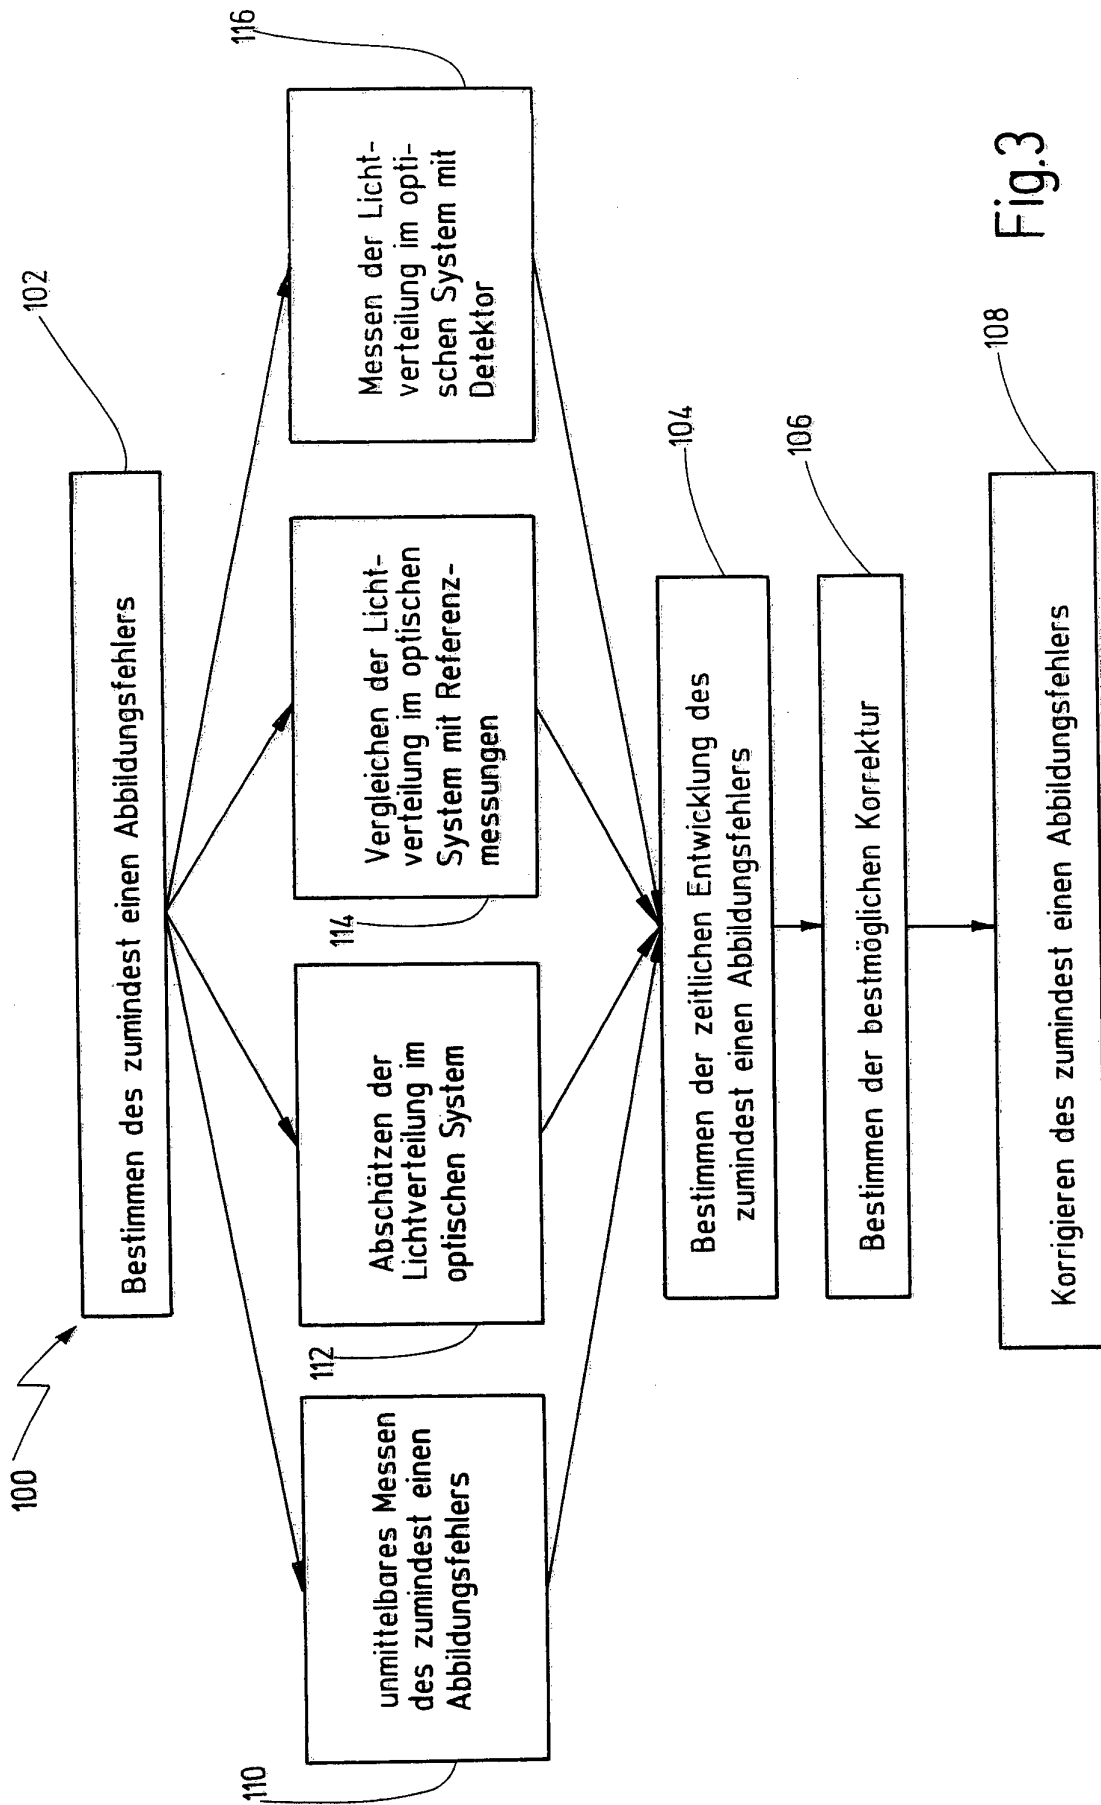 100
102
Bestimmen des zumindest einen Abbildungsfehlers
110
unmittelbares Messen
des zumindest einen
Abbildungsfehlers
112
Abschätzen der
Lichtverteilung im
optischen System
114
Vergleichen der Licht-
verteilung im optischen
System mit Referenz-
messungen
116
Messen der Licht-
verteilung im opti-
schen System mit
Detektor
104
Bestimmen der zeitlichen Entwicklung des
zumindest einen Abbildungsfehlers
106
Bestimmen der bestmöglichen Korrektur
108
Korrigieren des zumindest einen Abbildungsfehlers
Fig.3